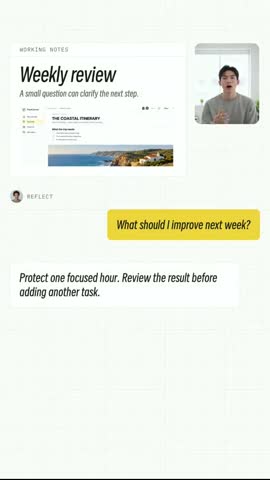 WORKING NOTES
Weekly review
A small question can clarify the next step.
THE COASTAL ITINERARY
REFLECT
What should I improve next week?
Protect one focused hour. Review the result before
adding another task.